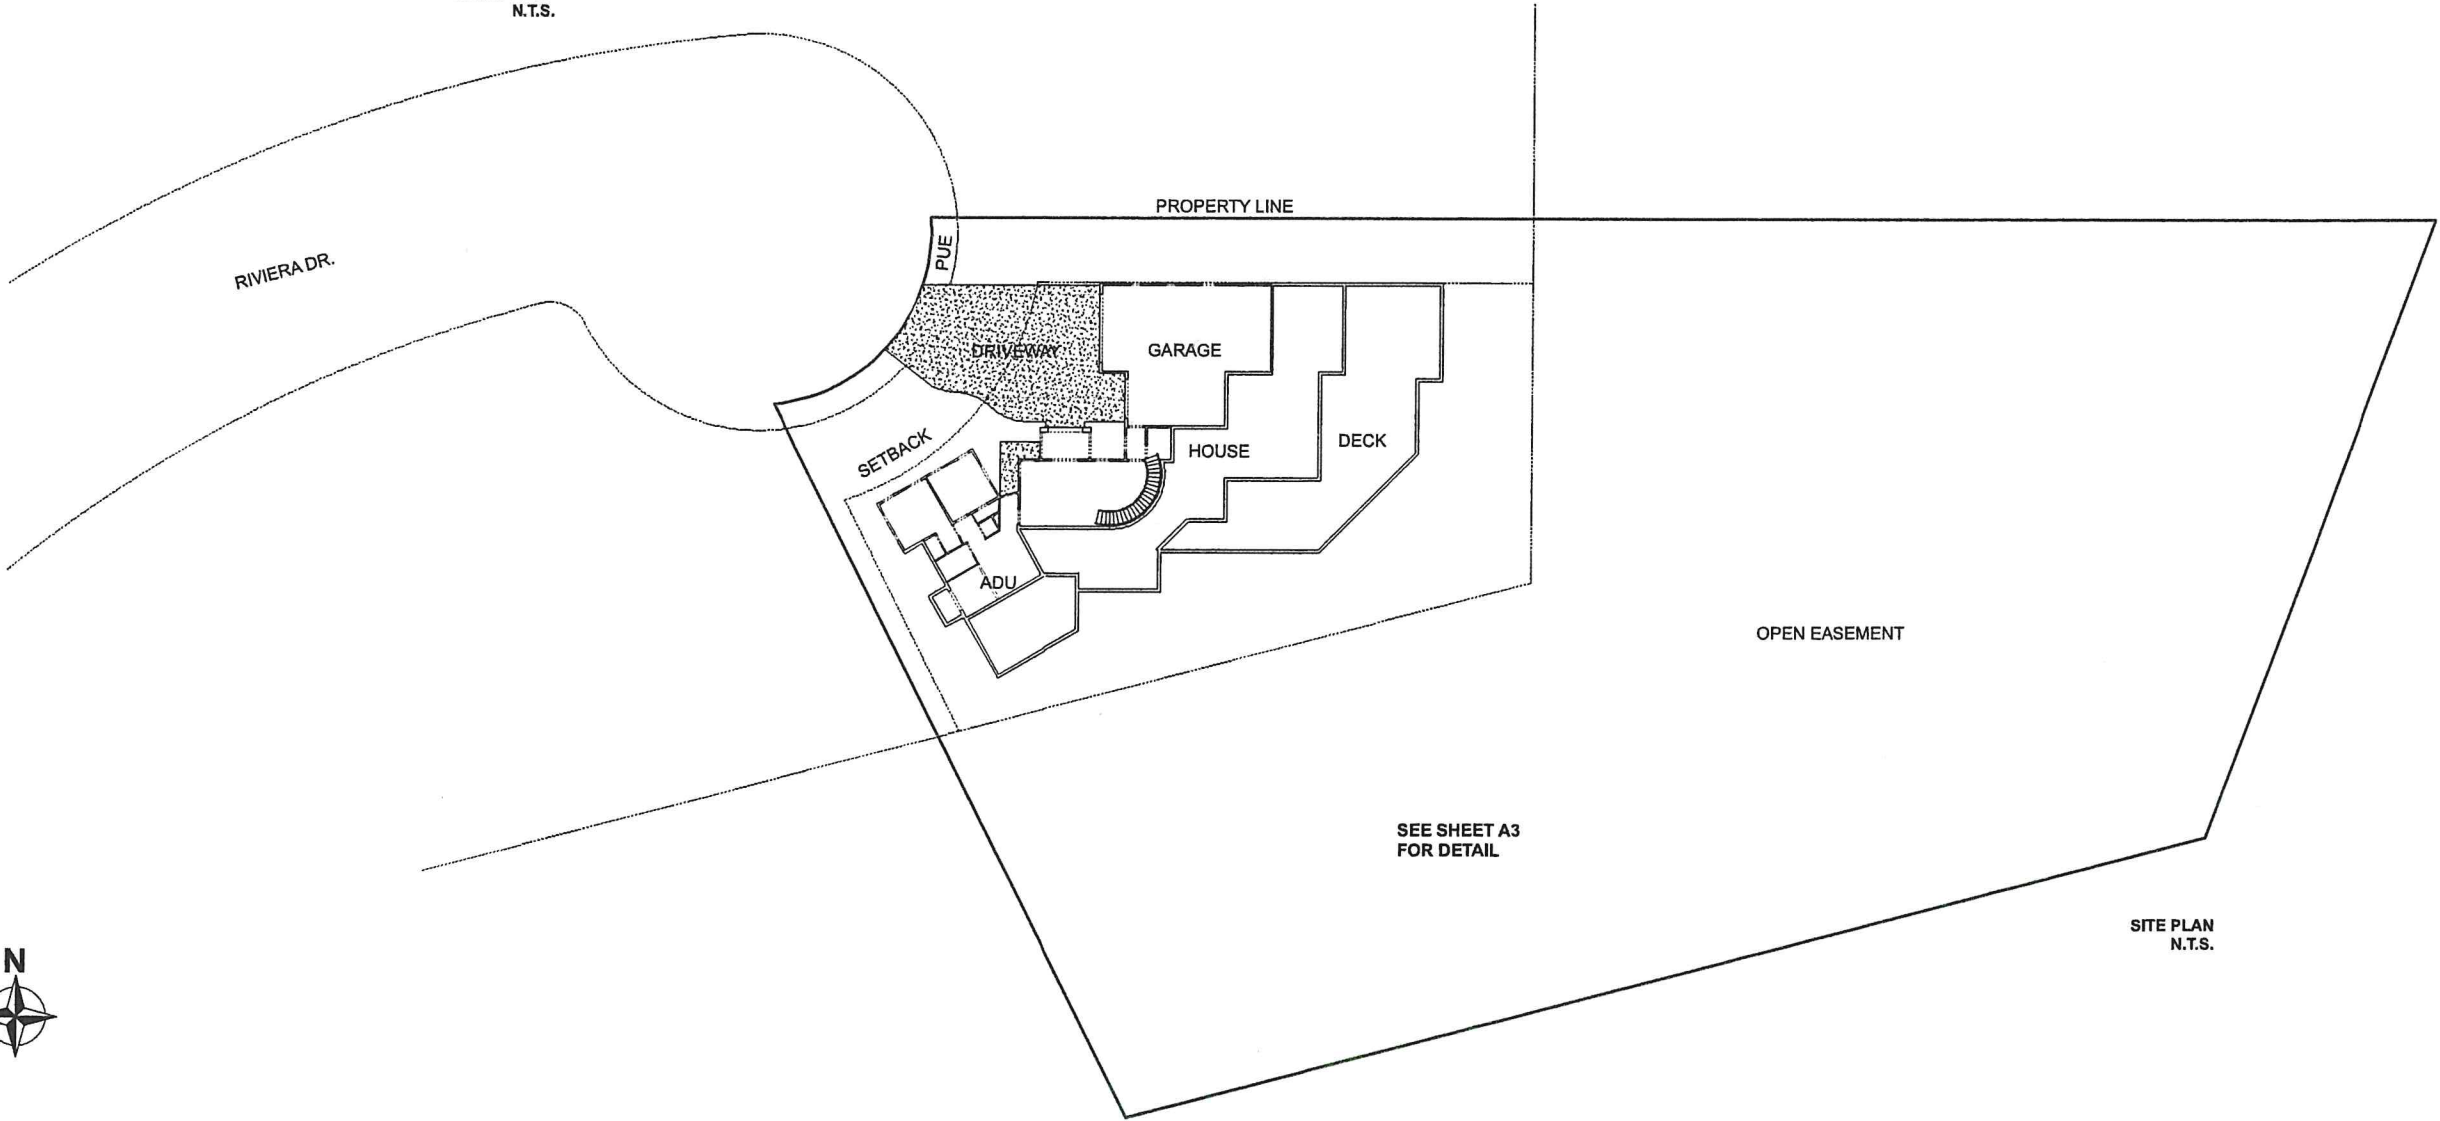 N.T.S.
PROPERTY LINE
PUE
RIVIERA DR.
DRIVEWAY
GARAGE
SETBACK
HOUSE
DECK
ADU
OPEN EASEMENT
SEE SHEET A3
FOR DETAIL
SITE PLAN
N.T.S.
N